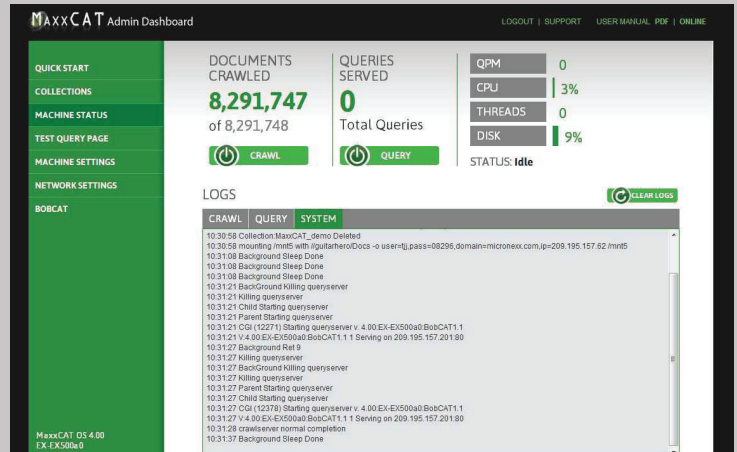 MAXXCAT Admin Dashboard
LOGOUT | SUPPORT USER MANUAL PDF | ONLINE
QUICK START
COLLECTIONS
MACHINE STATUS
TEST QUERY PAGE
MACHINE SETTINGS
NETWORK SETTINGS
BOBCAT
MaxxCAT OS 4.00
EX-EX500a0
DOCUMENTS
CRAWLED
8,291,747
of 8,291,748
CRAWL
QUERIES
SERVED
0
Total Queries
QUERY
QPM 0
CPU 3%
THREADS 0
DISK 9%
STATUS: Idle
LOGS
CLEAR LOGS
CRAWL QUERY SYSTEM
10:30:58 Collection:MaxxCAT_demo Deleted
10:30:58 mounting /mnt5 with //guitarhero/Docs -o user=tjj,pass=08296,domain=micronexx.com,ip=209.195.157.62 /mnt5
10:31:08 Background Sleep Done
10:31:08 Background Sleep Done
10:31:08 Background Sleep Done
10:31:21 BackGround Killing queryserver
10:31:21 Killing queryserver
10:31:21 Child Starting queryserver
10:31:21 Parent Starting queryserver
10:31:21 CGI (12271) Starting queryserver v. 4.00:EX-EX500a0:BobCAT1.1
10:31:21 V:4.00:EX-EX500a0:BobCAT1.1 1 Serving on 209.195.157.201:80
10:31:27 Background Ret 9
10:31:27 Killing queryserver
10:31:27 BackGround Killing queryserver
10:31:27 Killing queryserver
10:31:27 Parent Starting queryserver
10:31:27 Child Starting queryserver
10:31:27 CGI (12378) Starting queryserver v. 4.00:EX-EX500a0:BobCAT1.1
10:31:27 V:4.00:EX-EX500a0:BobCAT1.1 1 Serving on 209.195.157.201:80
10:31:28 crawlserver normal completion
10:31:37 Background Sleep Done